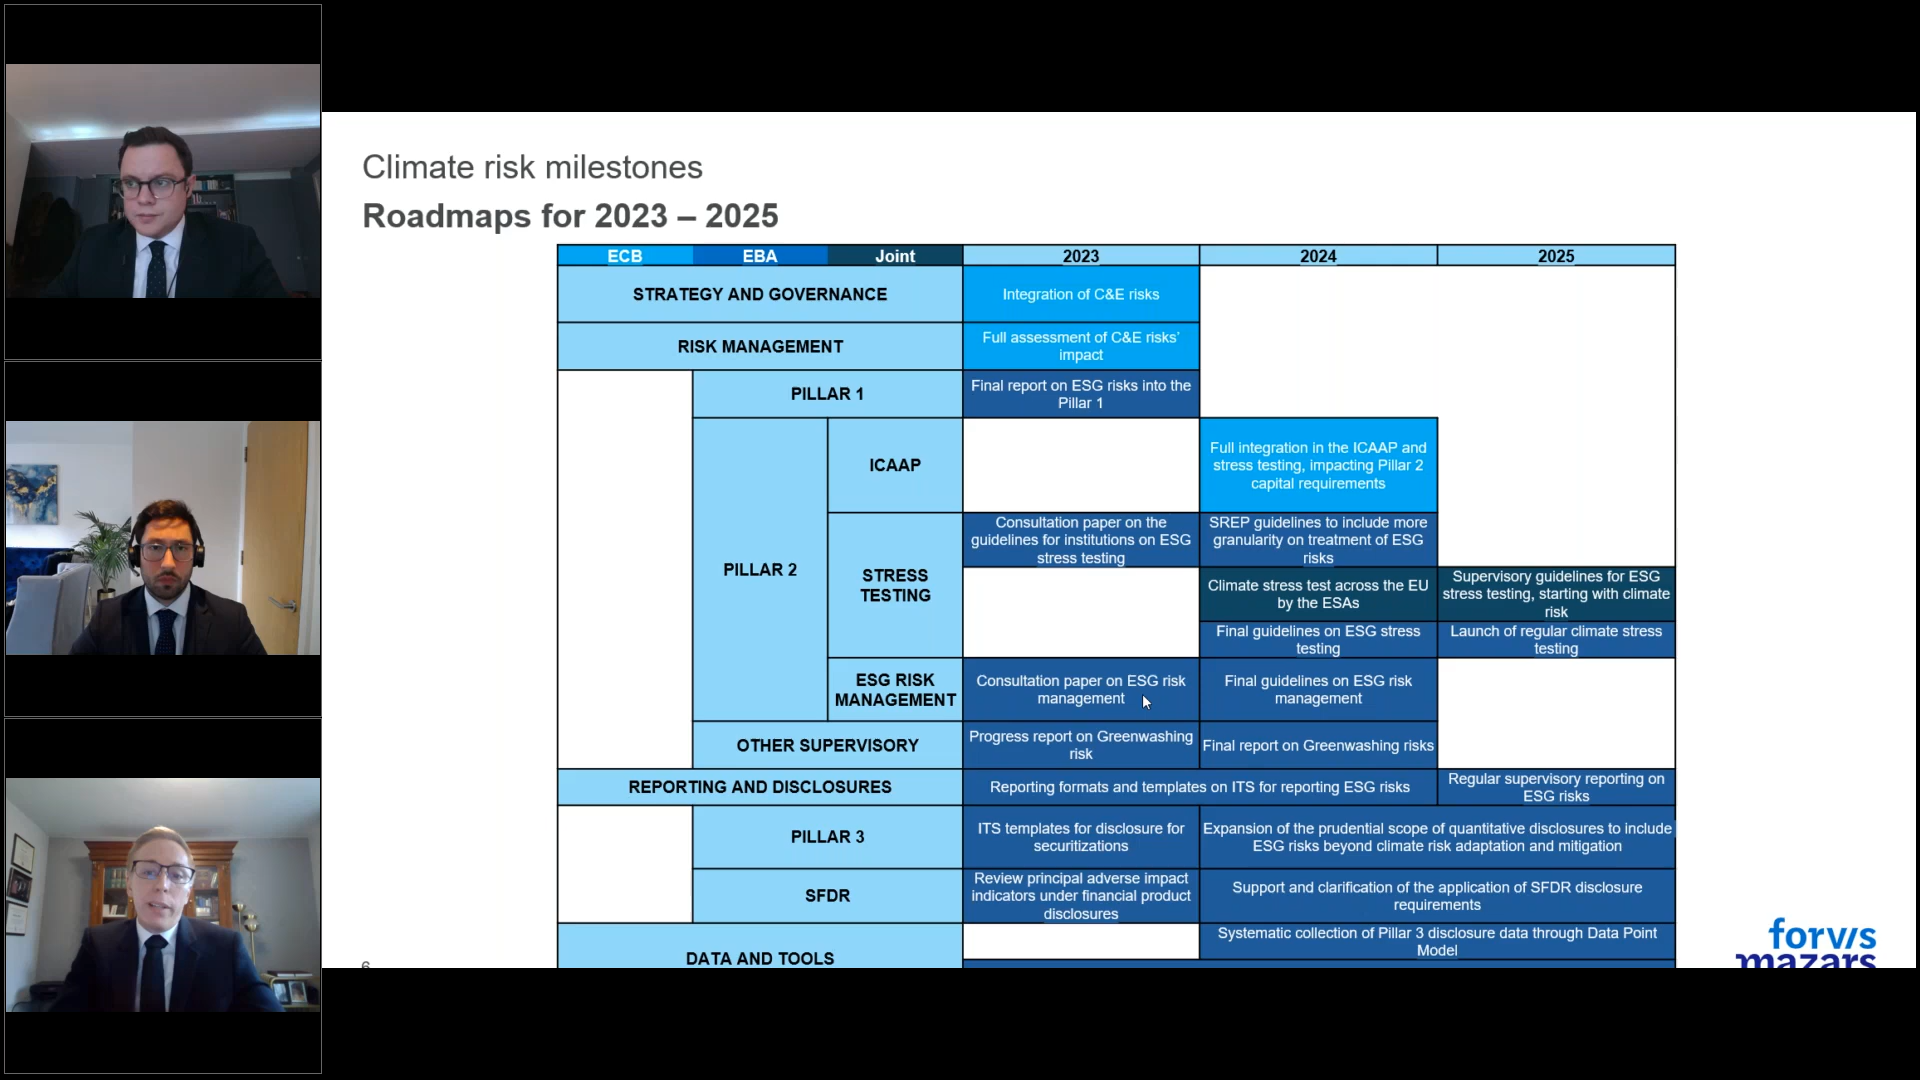 Climate risk milestones
Roadmaps for 2023 – 2025
ECB EBA Joint 2023 2024 2025
STRATEGY AND GOVERNANCE
Integration of C&E risks
RISK MANAGEMENT
Full assessment of C&E risks'
impact
PILLAR 1
Final report on ESG risks into the
Pillar 1
PILLAR 2
ICAAP
Full integration in the ICAAP and
stress testing, impacting Pillar 2
capital requirements
STRESS
TESTING
Consultation paper on the
guidelines for institutions on ESG
stress testing
SREP guidelines to include more
granularity on treatment of ESG
risks
Climate stress test across the EU
by the ESAs
Supervisory guidelines for ESG
stress testing, starting with climate
risk
Final guidelines on ESG stress
testing
Launch of regular climate stress
testing
ESG RISK
MANAGEMENT
Consultation paper on ESG risk
management
Final guidelines on ESG risk
management
OTHER SUPERVISORY
Progress report on Greenwashing
risk
Final report on Greenwashing risks
REPORTING AND DISCLOSURES
Reporting formats and templates on ITS for reporting ESG risks
Regular supervisory reporting on
ESG risks
PILLAR 3
ITS templates for disclosure for
securitizations
Expansion of the prudential scope of quantitative disclosures to include
ESG risks beyond climate risk adaptation and mitigation
SFDR
Review principal adverse impact
indicators under financial product
disclosures
Support and clarification of the application of SFDR disclosure
requirements
DATA AND TOOLS
Systematic collection of Pillar 3 disclosure data through Data Point
Model
6
forvis
mazars